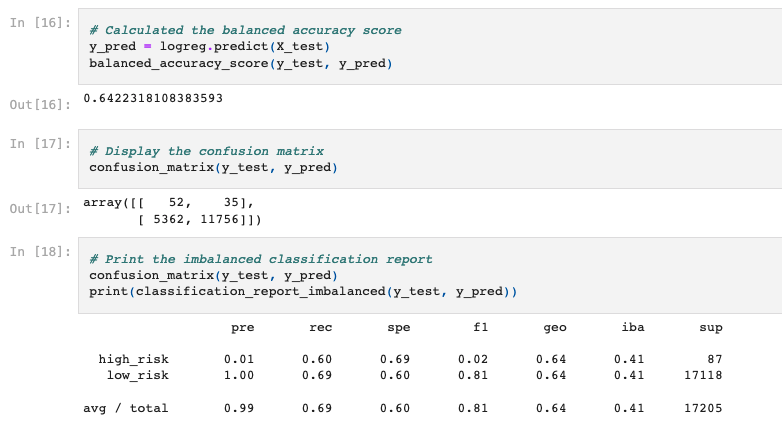 In [16]:
# Calculated the balanced accuracy score
y_pred = logreg.predict(X_test)
balanced_accuracy_score(y_test, y_pred)
Out[16]:
0.6422318108383593
In [17]:
# Display the confusion matrix
confusion_matrix(y_test, y_pred)
Out[17]:
array([[   52,    35],
       [ 5362, 11756]])
In [18]:
# Print the imbalanced classification report
confusion_matrix(y_test, y_pred)
print(classification_report_imbalanced(y_test, y_pred))
pre rec spe f1 geo iba sup
high_risk 0.01 0.60 0.69 0.02 0.64 0.41 87
low_risk 1.00 0.69 0.60 0.81 0.64 0.41 17118
avg / total 0.99 0.69 0.60 0.81 0.64 0.41 17205